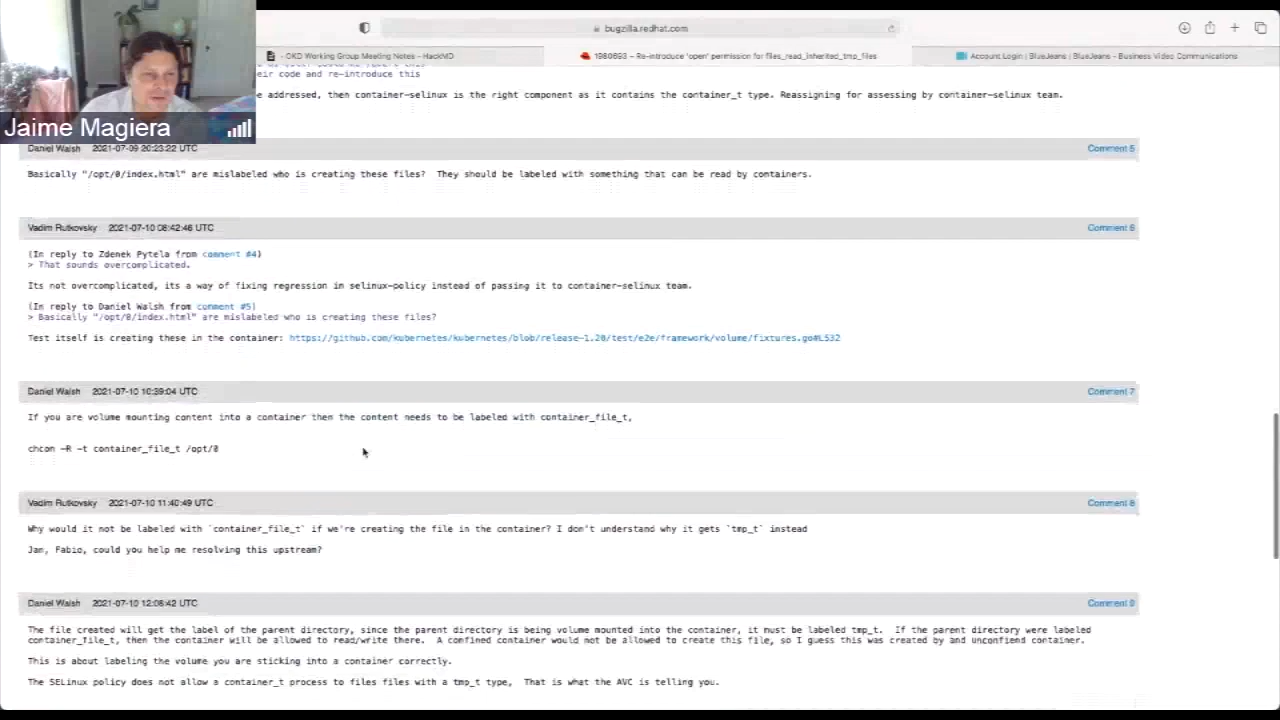 bugzilla.redhat.com
- OKD Working Group Meeting Notes – HackMD
1980693 – Re-introduce 'open' permission for files_read_inherited_tmp_files
Account Login | BlueJeans | BlueJeans - Business Video Communications
Jaime Magiera
eir code and re-introduce this
e addressed, then container-selinux is the right component as it contains the container_t type. Reassigning for assessing by container-selinux team.
Daniel Walsh 2021-07-09 20:23:22 UTC Comment 5
Basically "/opt/0/index.html" are mislabeled who is creating these files? They should be labeled with something that can be read by containers.
Vadim Rutkovsky 2021-07-10 08:42:46 UTC Comment 6
(In reply to Zdenek Pytela from comment #4)
> That sounds overcomplicated.
Its not overcomplicated, its a way of fixing regression in selinux-policy instead of passing it to container-selinux team.
(In reply to Daniel Walsh from comment #5)
> Basically "/opt/0/index.html" are mislabeled who is creating these files?
Test itself is creating these in the container: https://github.com/kubernetes/kubernetes/blob/release-1.20/test/e2e/framework/volume/fixtures.go#L532
Daniel Walsh 2021-07-10 10:39:04 UTC Comment 7
If you are volume mounting content into a container then the content needs to be labeled with container_file_t,
chcon -R -t container_file_t /opt/0
Vadim Rutkovsky 2021-07-10 11:40:49 UTC Comment 8
Why would it not be labeled with `container_file_t` if we're creating the file in the container? I don't understand why it gets `tmp_t` instead
Jan, Fabio, could you help me resolving this upstream?
Daniel Walsh 2021-07-10 12:06:42 UTC Comment 9
The file created will get the label of the parent directory, since the parent directory is being volume mounted into the container, it must be labeled tmp_t. If the parent directory were labeled
container_file_t, then the container will be allowed to read/write there. A confined container would not be allowed to create this file, so I guess this was created by and unconfiend container.
This is about labeling the volume you are sticking into a container correctly.
The SELinux policy does not allow a container_t process to files files with a tmp_t type, That is what the AVC is telling you.